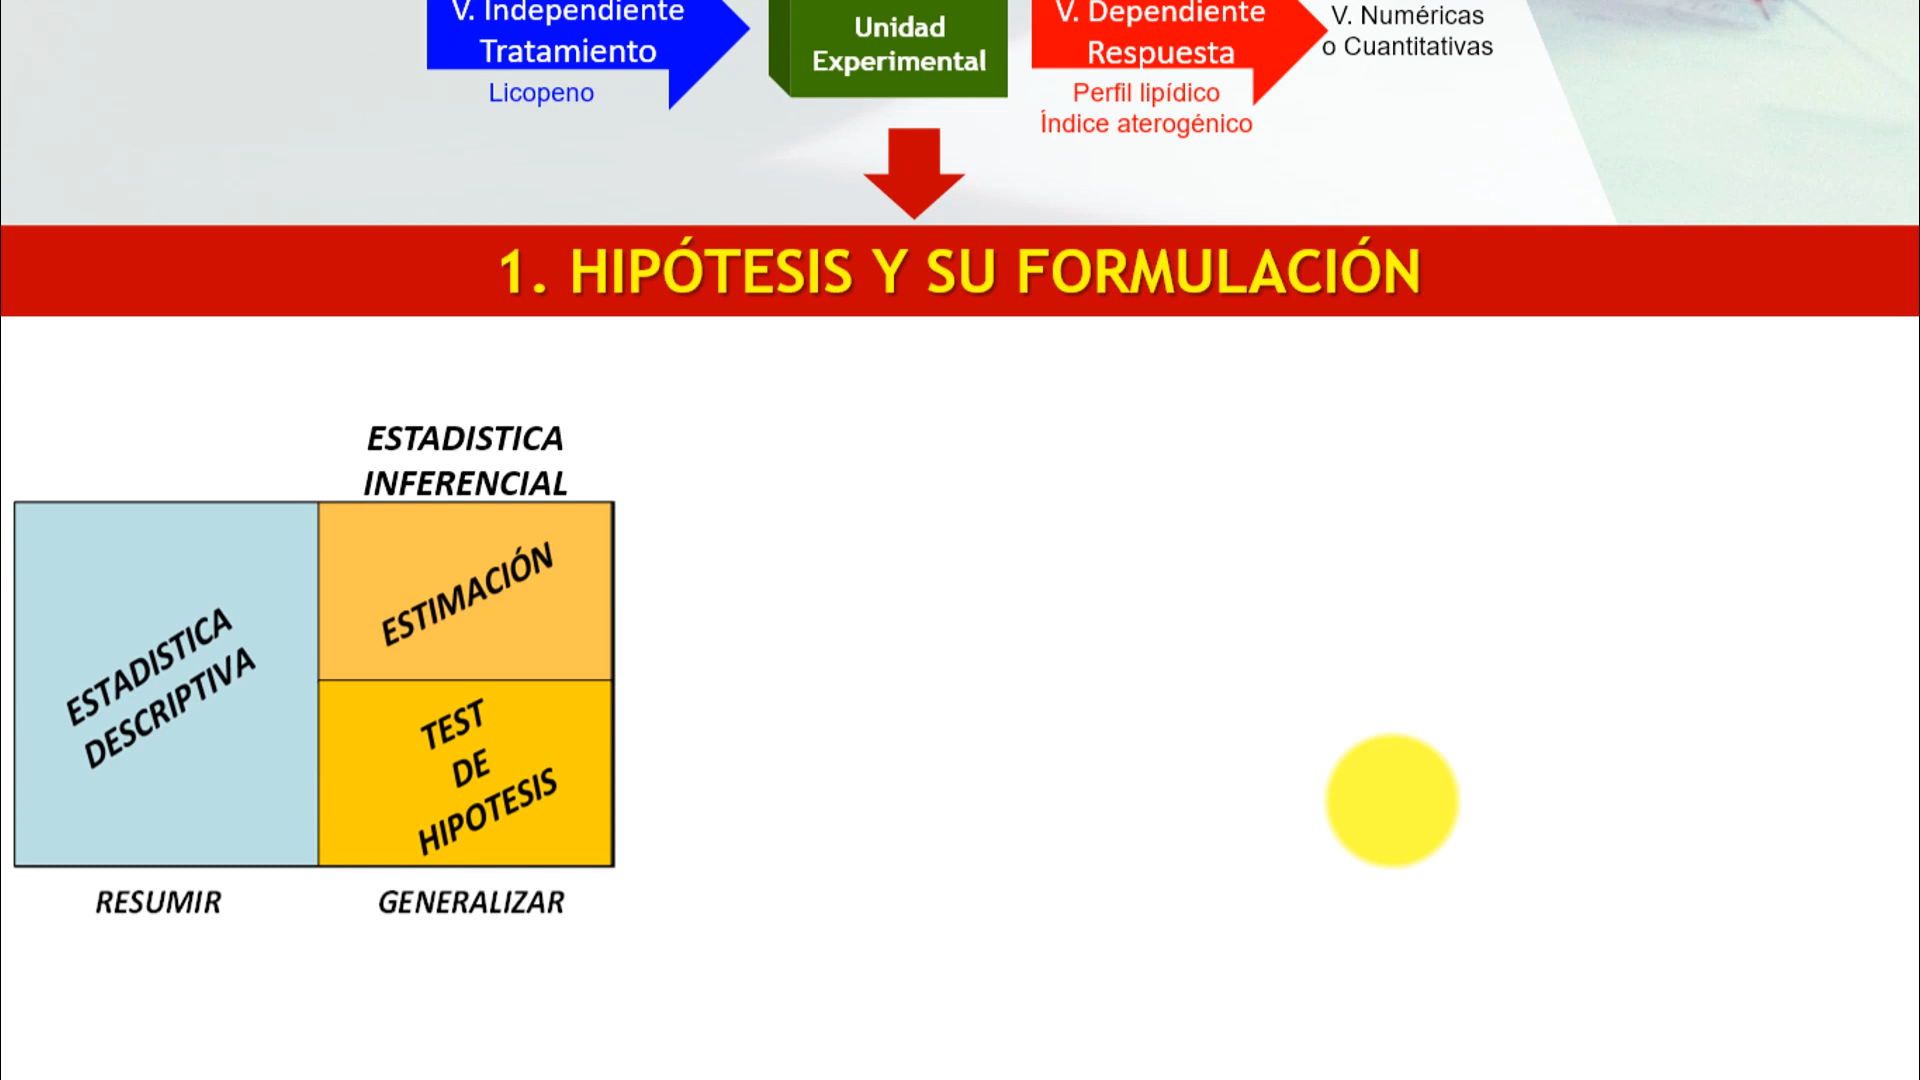 V. Independiente
Tratamiento
Licopeno
Unidad
Experimental
V. Dependiente
Respuesta
Perfil lipídico
Índice aterogénico
V. Numéricas
o Cuantitativas
1. HIPÓTESIS Y SU FORMULACIÓN
ESTADISTICA
INFERENCIAL
ESTADISTICA
DESCRIPTIVA
ESTIMACIÓN
TEST
DE
HIPOTESIS
RESUMIR
GENERALIZAR